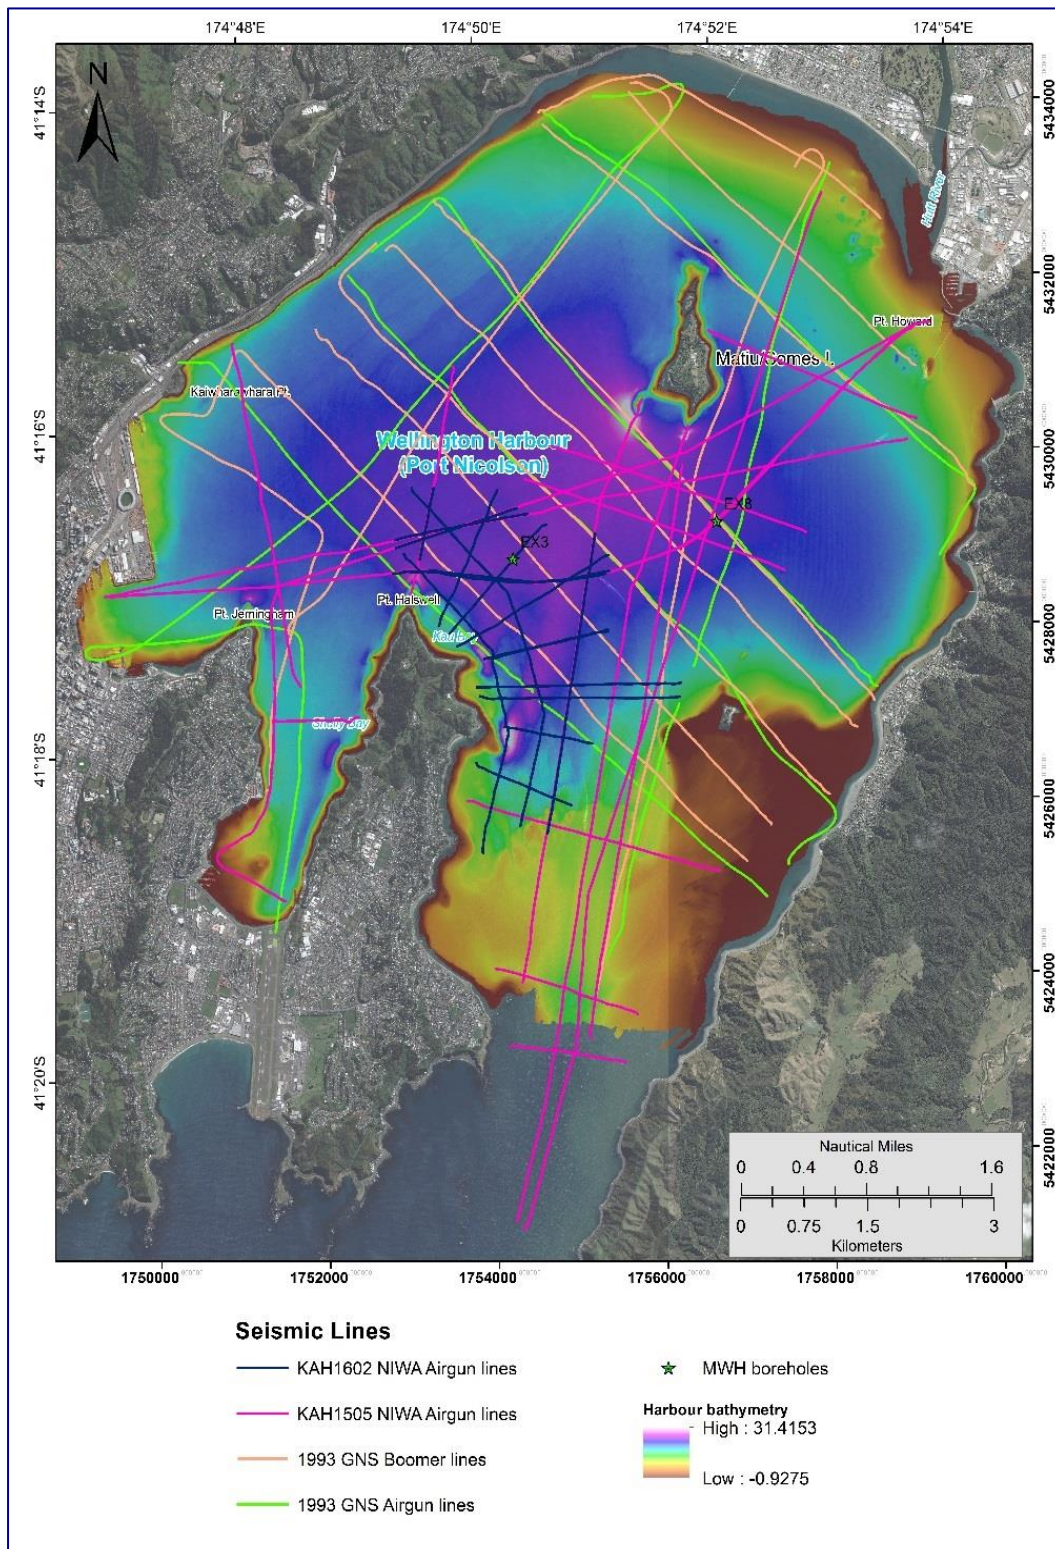 174°48'E 174°50'E 174°52'E 174°54'E
N
41°14'S
5434000
Hutt River
5432000
Pt. Howard
Matiu/Somes I.
Kaiwharawhara Pt.
41°16'S
Wellington Harbour
(Port Nicolson)
5430000
EX8
EX3
Pt. Halswell
Pt. Jerningham
5428000
Kau Bay
Shelly Bay
41°18'S
5426000
5424000
41°20'S
5422000
Nautical Miles
0 0.4 0.8 1.6
0 0.75 1.5 3
Kilometers
1750000 1752000 1754000 1756000 1758000 1760000
Seismic Lines
KAH1602 NIWA Airgun lines
KAH1505 NIWA Airgun lines
1993 GNS Boomer lines
1993 GNS Airgun lines
MWH boreholes
Harbour bathymetry
High : 31.4153
Low : -0.9275